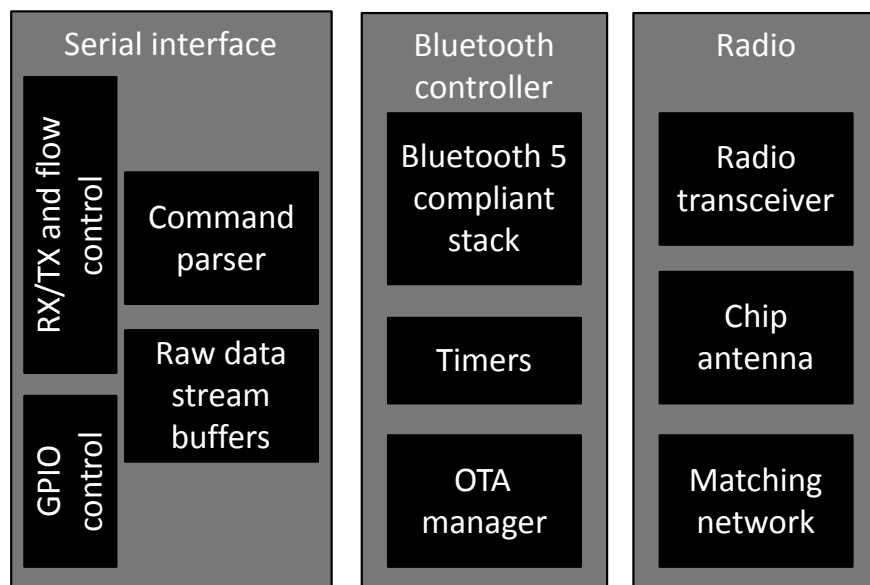 Serial interface
RX/TX and flow
control
Command
parser
Raw data
stream
buffers
GPIO
control
Bluetooth
controller
Bluetooth 5
compliant
stack
Timers
OTA
manager
Radio
Radio
transceiver
Chip
antenna
Matching
network